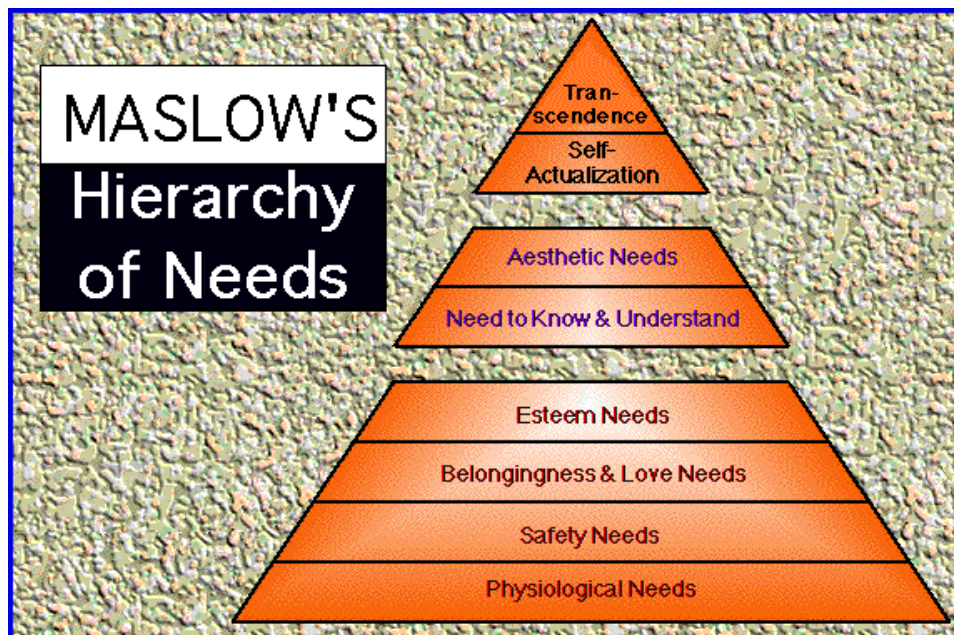 MASLOW'S
Hierarchy
of Needs
Tran-
scendence
Self-
Actualization
Aesthetic Needs
Need to Know & Understand
Esteem Needs
Belongingness & Love Needs
Safety Needs
Physiological Needs